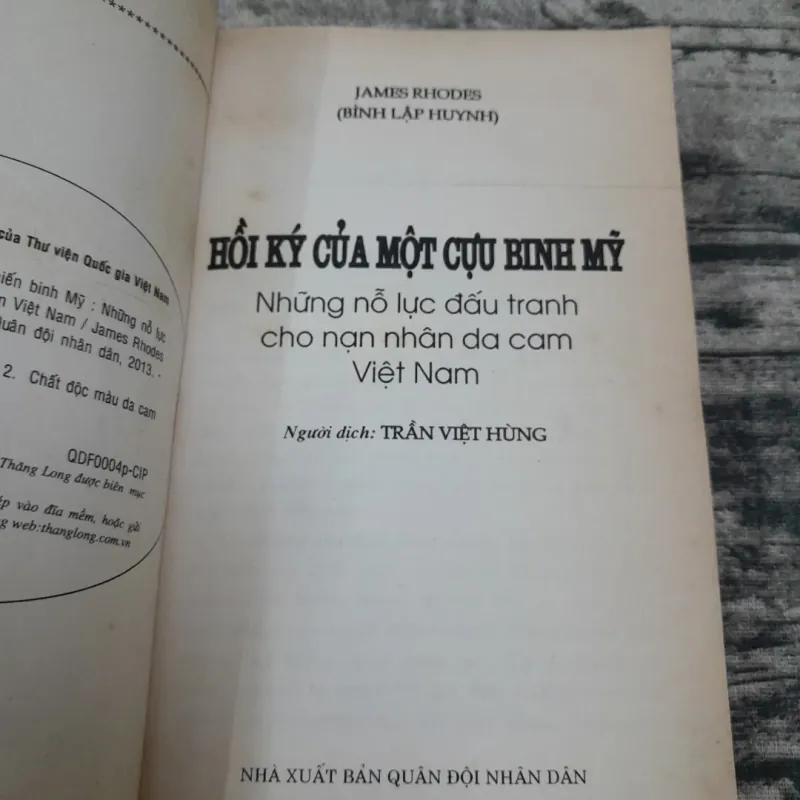 ********
của Thư viện Quốc gia Việt Nam
iến binh Mỹ : Những nỗ lực
n Việt Nam / James Rhodes
Quân đội nhân dân, 2013. -
2. Chất độc màu da cam
QDF0004p-CIP
Thăng Long được biên mục
ép vào đĩa mềm, hoặc gửi
ng web:thanglong.com.vn
JAMES RHODES
(BÌNH LẬP HUYNH)
HỒI KÝ CỦA MỘT CỰU BINH MỸ
Những nỗ lực đấu tranh
cho nạn nhân da cam
Việt Nam
Người dịch: TRẦN VIỆT HÙNG
NHÀ XUẤT BẢN QUÂN ĐỘI NHÂN DÂN